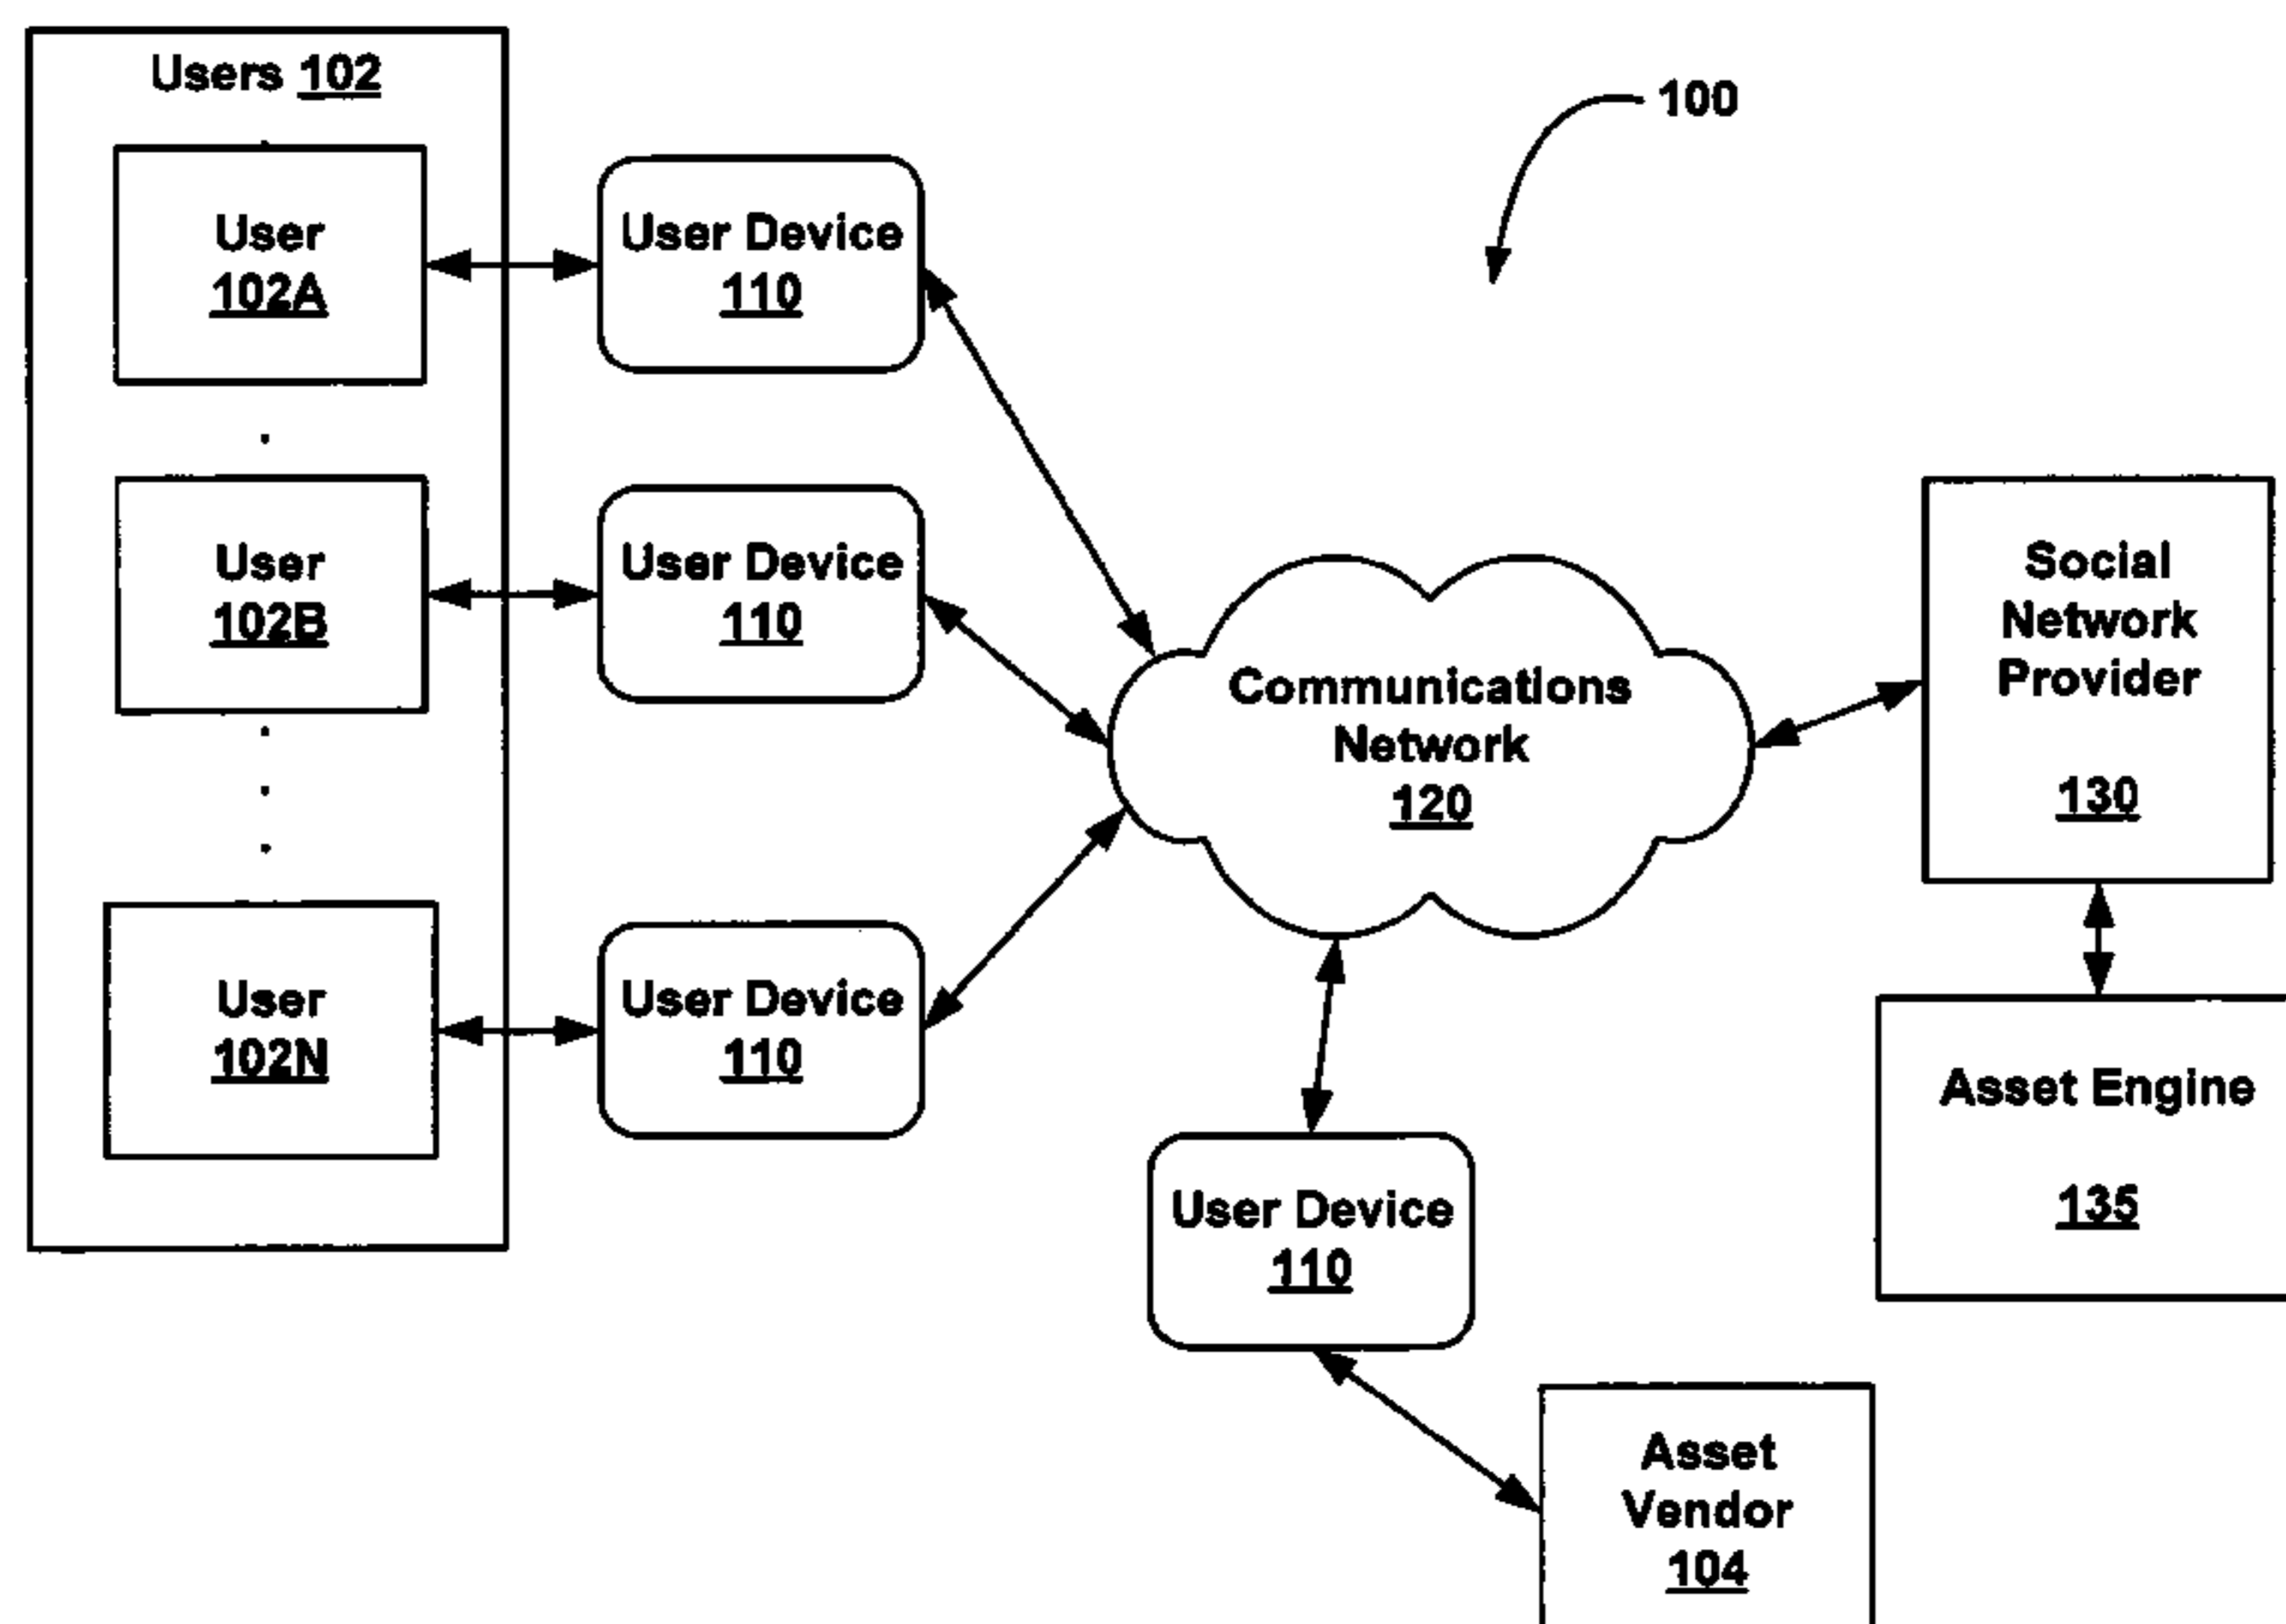 Users 102
100
User
102A
User Device
110
User
102B
User Device
110
Communications
Network
120
Social
Network
Provider
130
User
102N
User Device
110
Asset Engine
135
User Device
110
Asset
Vendor
104